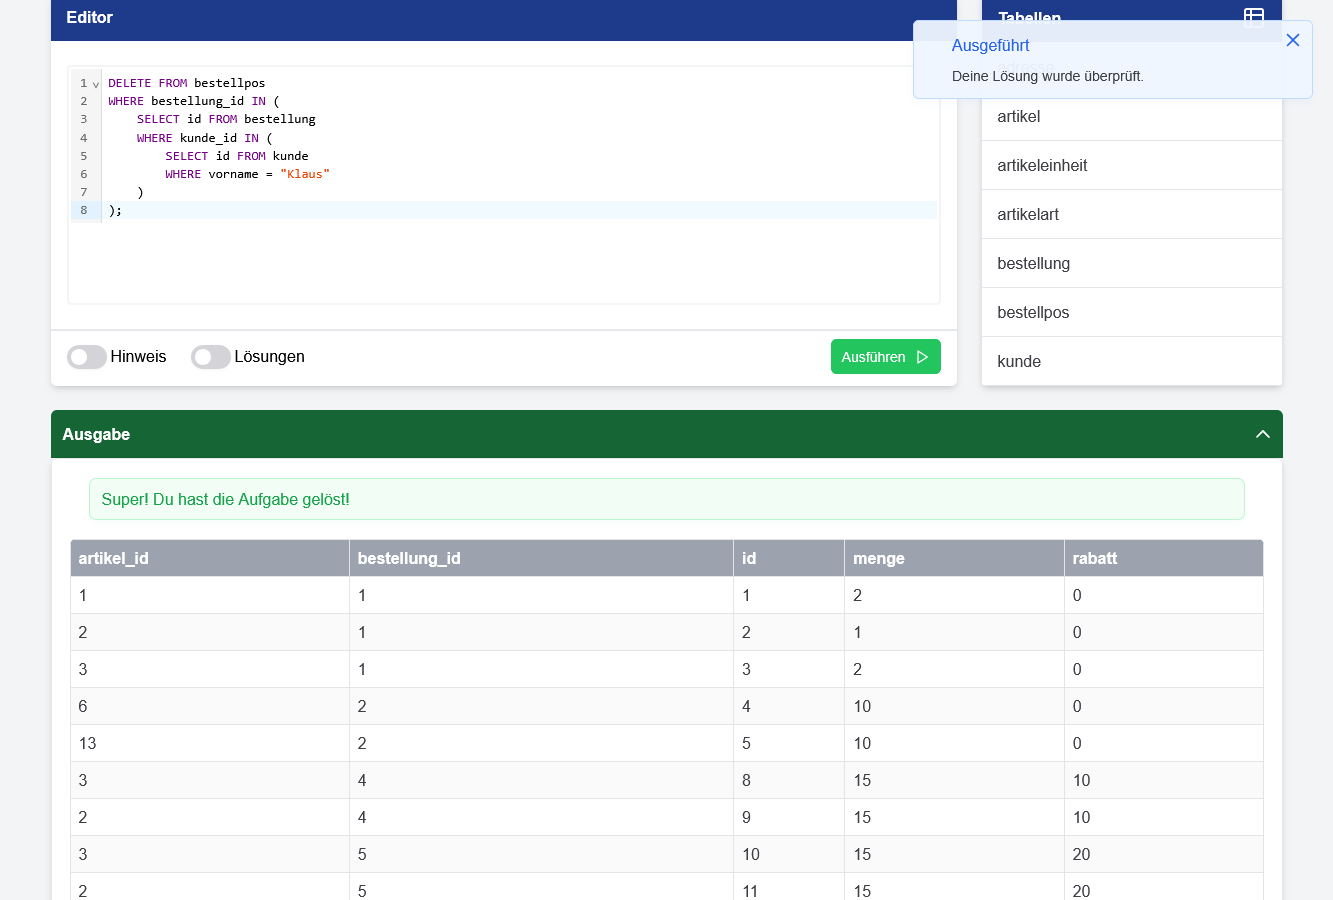 Editor
1 DELETE FROM bestellpos
2 WHERE bestellung_id IN (
3 SELECT id FROM bestellung
4 WHERE kunde_id IN (
5 SELECT id FROM kunde
6 WHERE vorname = "Klaus"
7 )
8 );
Hinweis Lösungen Ausführen
Tabellen
Ausgeführt
Deine Lösung wurde überprüft.
adresse
artikel
artikeleinheit
artikelart
bestellung
bestellpos
kunde
Ausgabe
Super! Du hast die Aufgabe gelöst!
artikel_id bestellung_id id menge rabatt
1 1 1 2 0
2 1 2 1 0
3 1 3 2 0
6 2 4 10 0
13 2 5 10 0
3 4 8 15 10
2 4 9 15 10
3 5 10 15 20
2 5 11 15 20